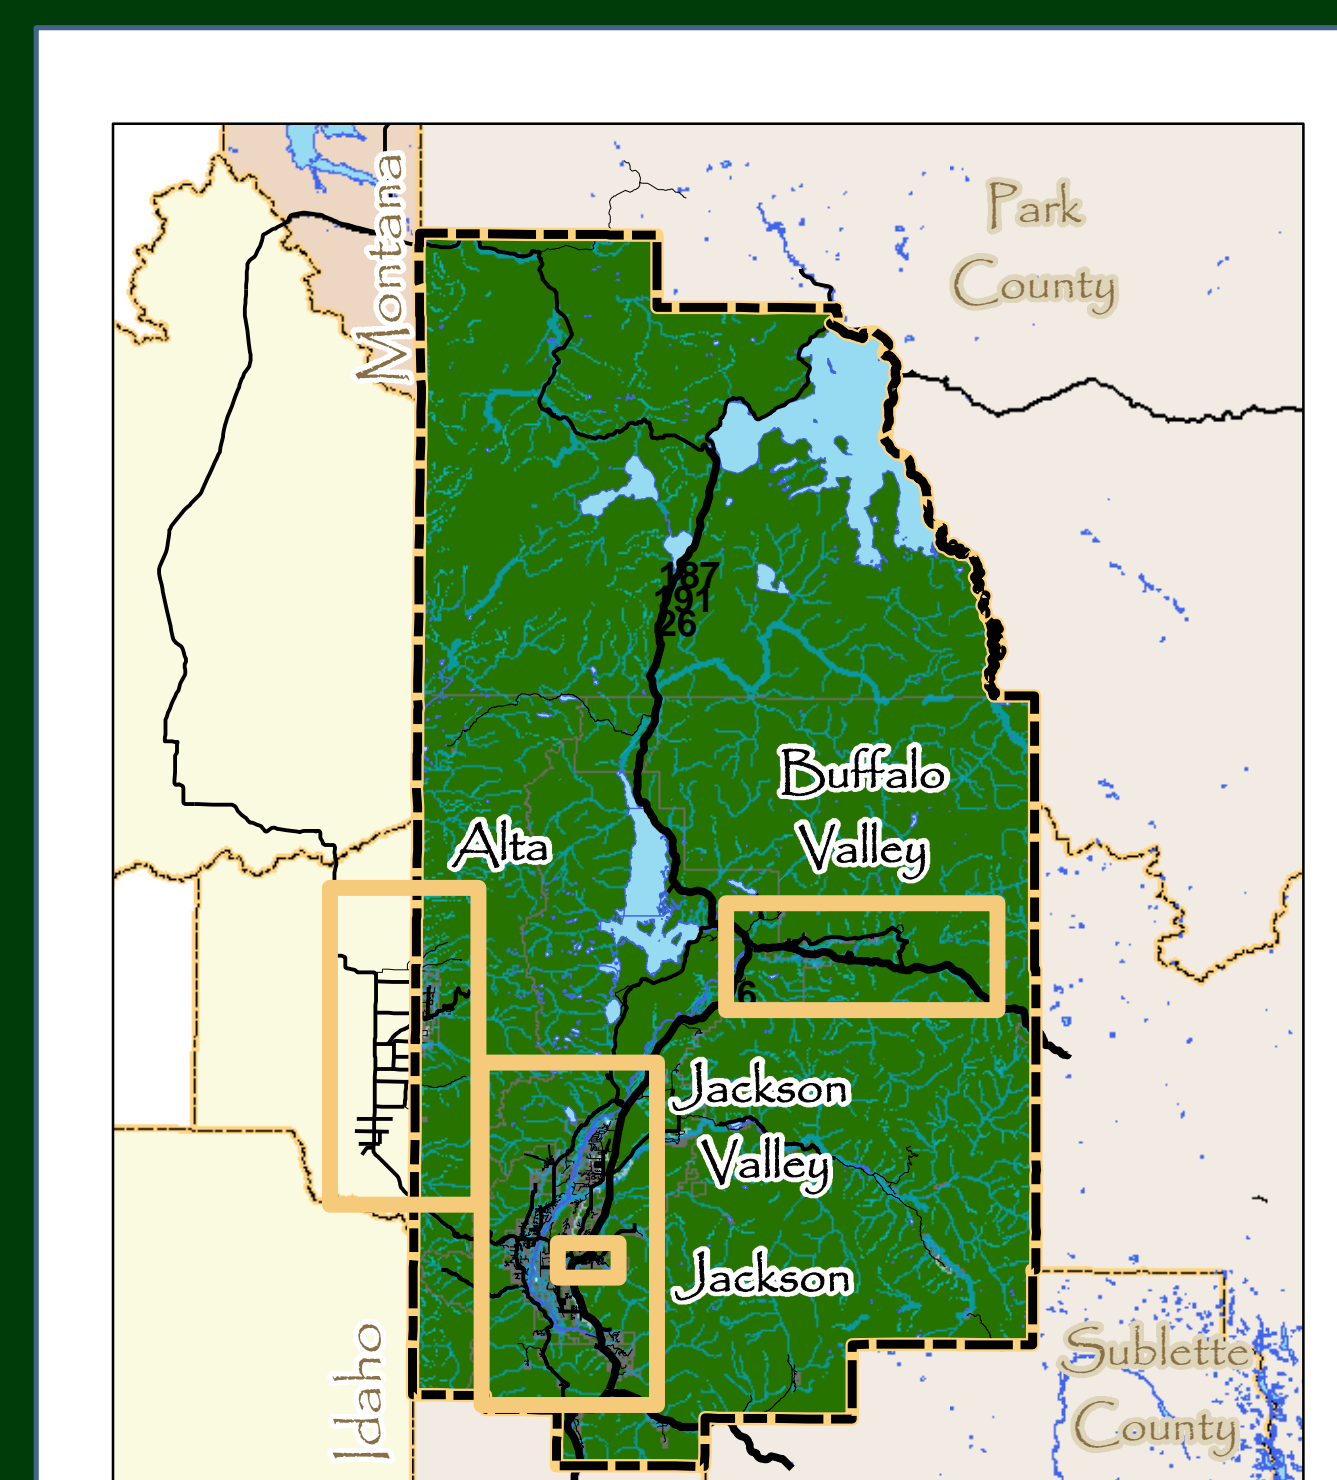 Park
County
Montana
187
191
26
Buffalo
Valley
Alta
6
Jackson
Valley
Jackson
Idaho
Sublette
County